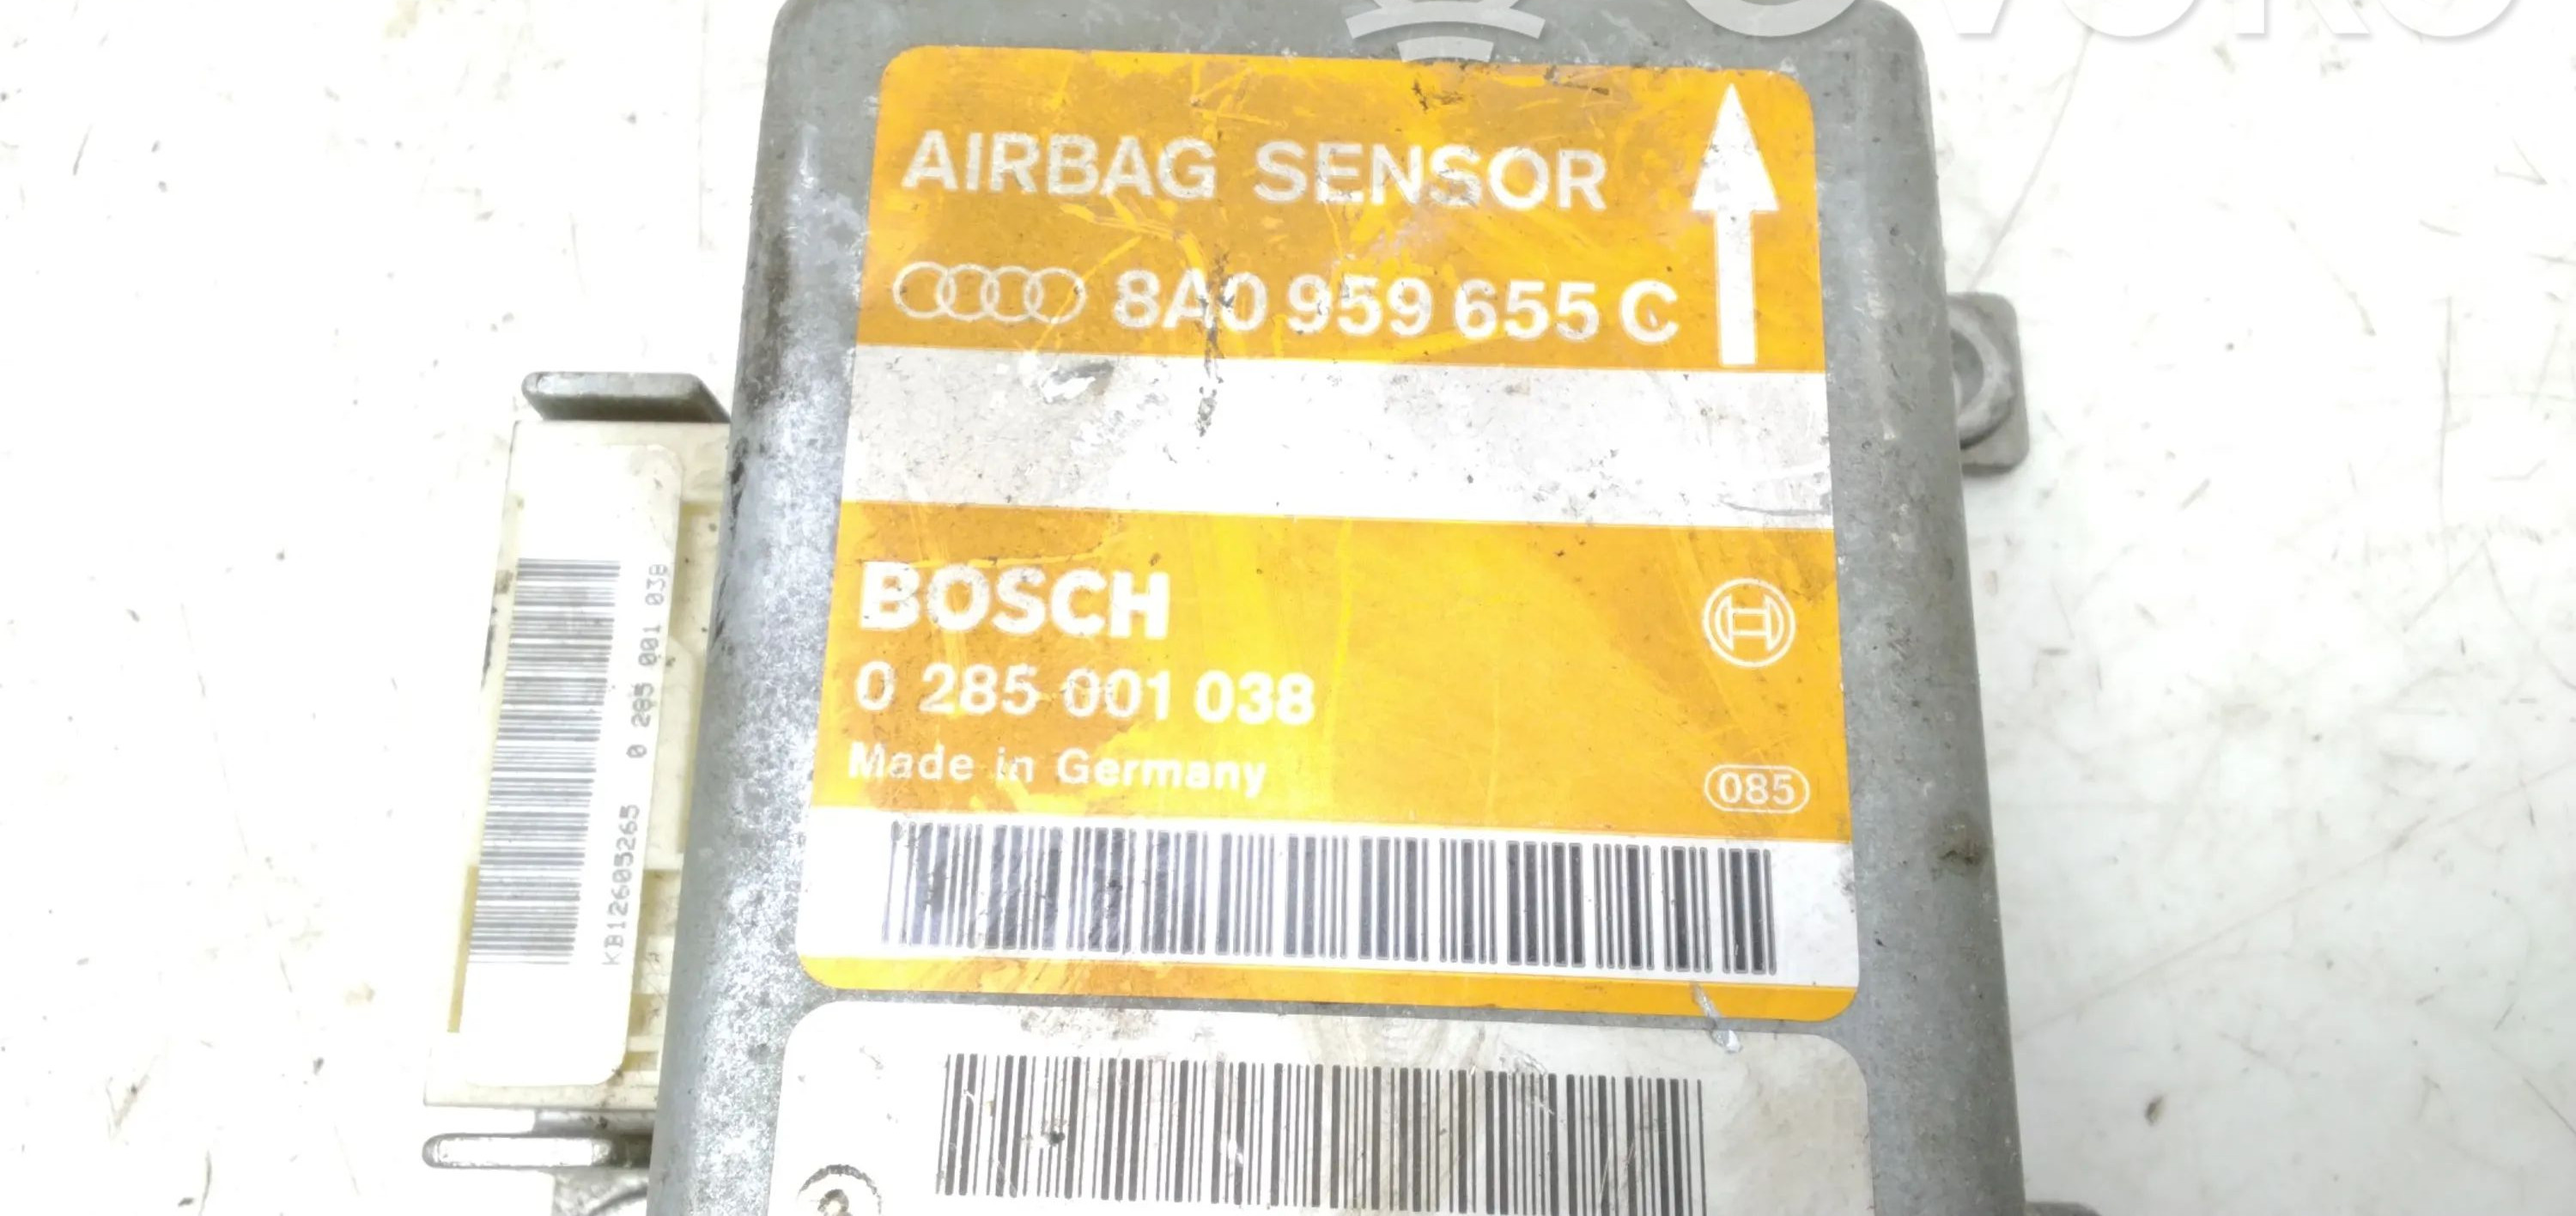 AIRBAG SENSOR
8A0 959 655 C
BOSCH
0 285 001 038
Made in Germany
085
KB12605265 0 285 001 038